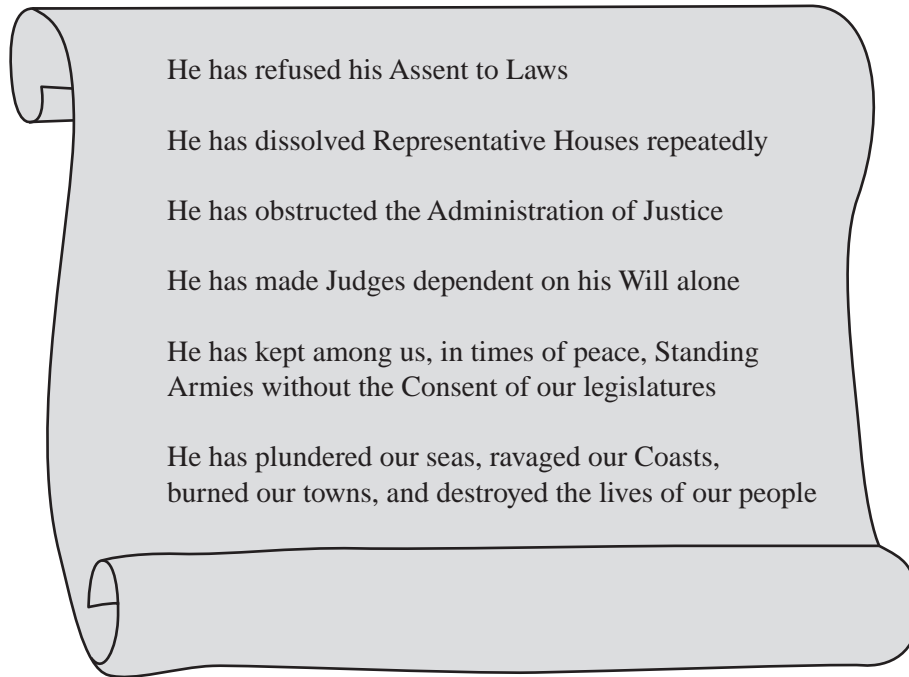 He has refused his Assent to Laws
He has dissolved Representative Houses repeatedly
He has obstructed the Administration of Justice
He has made Judges dependent on his Will alone
He has kept among us, in times of peace, Standing
Armies without the Consent of our legislatures
He has plundered our seas, ravaged our Coasts,
burned our towns, and destroyed the lives of our people